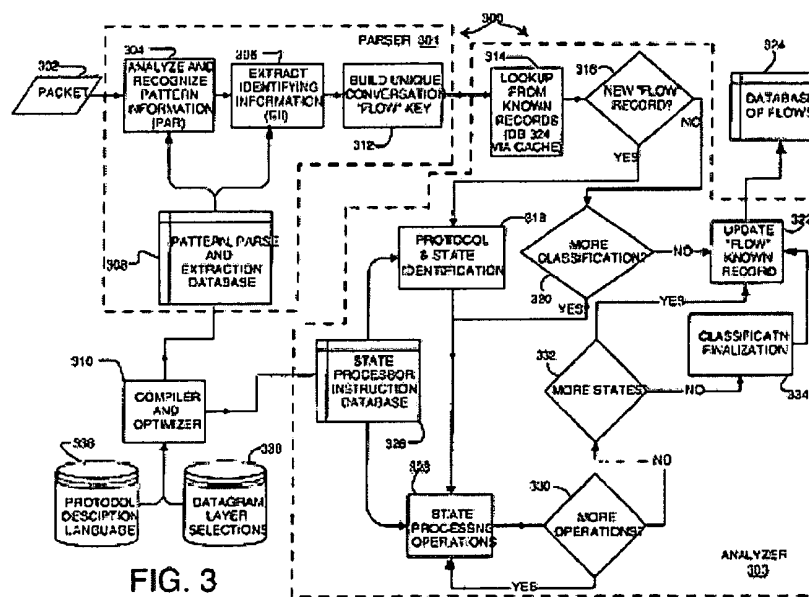 302
PACKET
304
ANALYZE AND
RECOGNIZE
PATTERN
INFORMATION
(PAR)
306
EXTRACT
IDENTIFYING
INFORMATION
(EII)
PARSER 301
BUILD UNIQUE
CONVERSATION
"FLOW" KEY
312
300
314
LOOKUP
FROM
KNOWN
RECORDS
(DB 324
VIA CACHE)
316
NEW "FLOW"
RECORD?
NO
YES
324
DATABASE
OF FLOWS
308
PATTERN, PARSE
AND
EXTRACTION
DATABASE
318
PROTOCOL
& STATE
IDENTIFICATION
MORE
CLASSIFICATION?
320
NO
YES
UPDATE
"FLOW"
KNOWN
RECORD
322
YES
310
COMPILER
AND
OPTIMIZER
STATE
PROCESSOR
INSTRUCTION
DATABASE
326
332
MORE STATES?
NO
CLASSIFICATN
FINALIZATION
334
336
PROTOCOL
DESCIPTION
LANGUAGE
DATAGRAM
LAYER
SELECTIONS
328
STATE
PROCESSING
OPERATIONS
330
MORE
OPERATIONS?
NO
YES
ANALYZER
303
FIG. 3